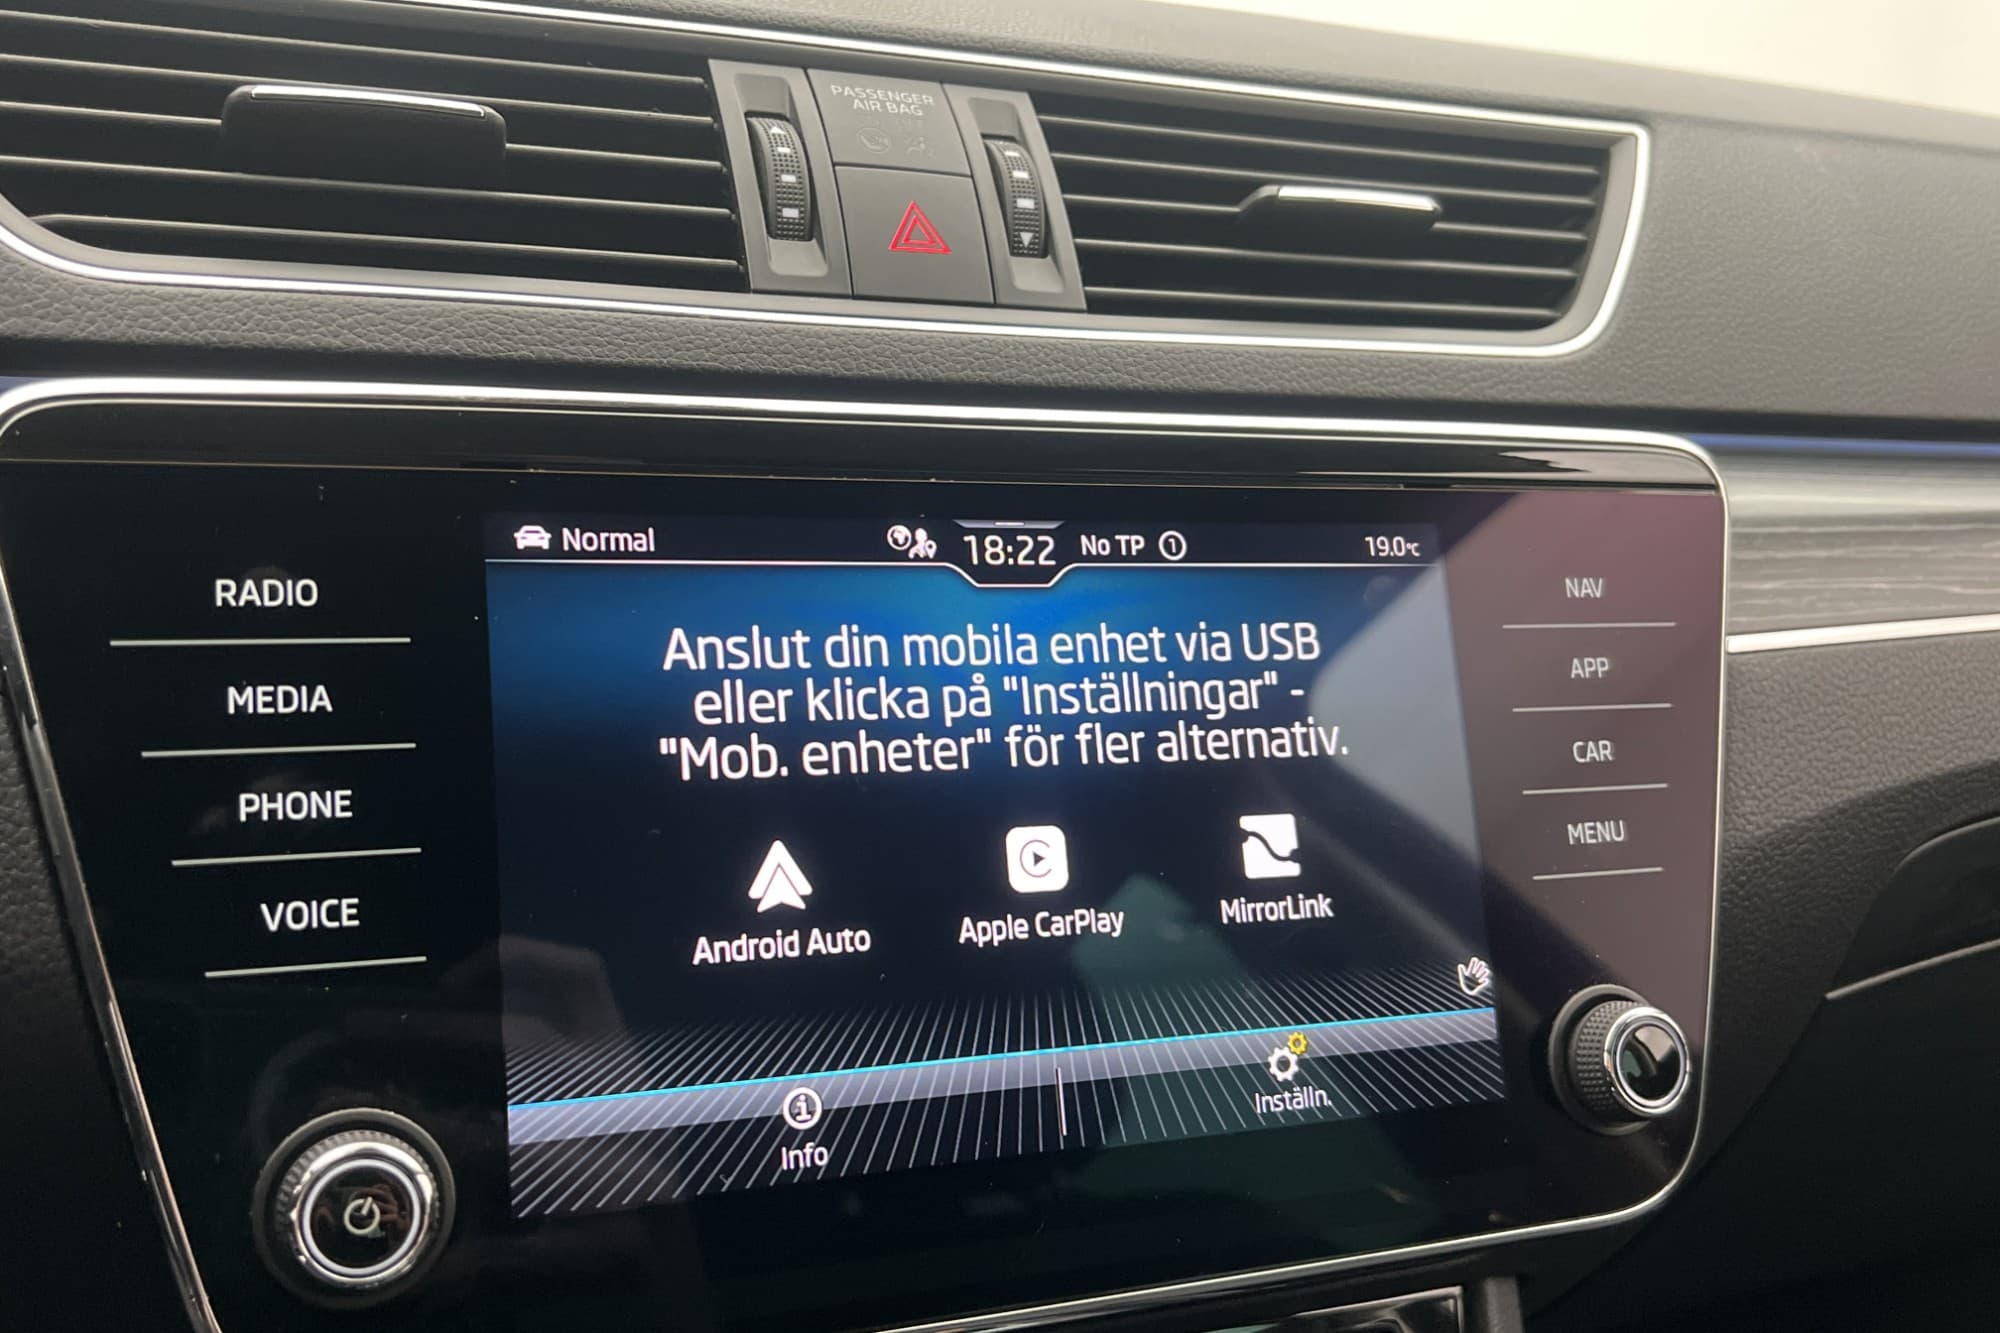 PASSENGER
AIR BAG
Normal
18:22
No TP
1
19.0°C
RADIO
MEDIA
PHONE
VOICE
Anslut din mobila enhet via USB
eller klicka på "Inställningar" -
"Mob. enheter" för fler alternativ.
Android Auto
Apple CarPlay
MirrorLink
Info
Inställn.
NAV
APP
CAR
MENU